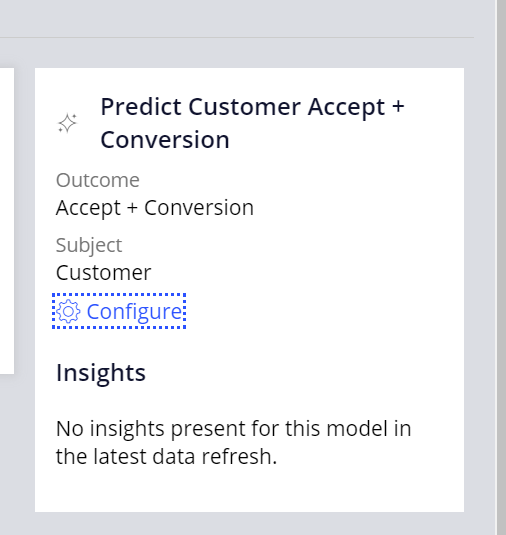 Predict Customer Accept +
Conversion
Outcome
Accept + Conversion
Subject
Customer
Configure
Insights
No insights present for this model in
the latest data refresh.